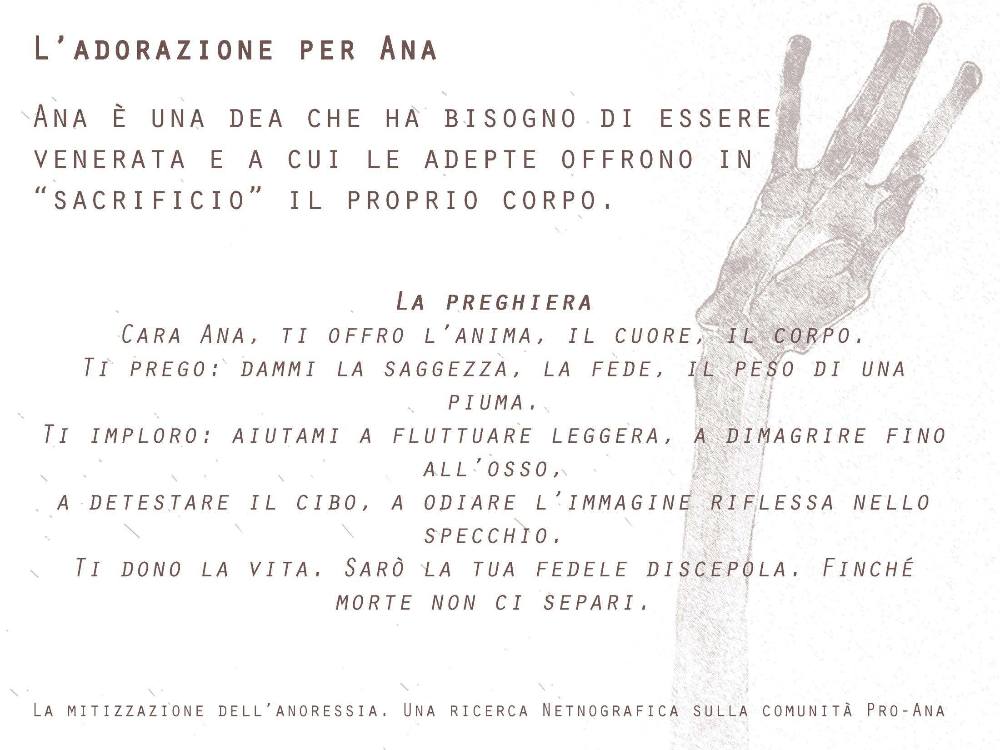 L'adorazione per Ana
Ana è una dea che ha bisogno di essere
venerata e a cui le adepte offrono in
“sacrificio” il proprio corpo.
La preghiera
Cara Ana, ti offro l'anima, il cuore, il corpo.
Ti prego: dammi la saggezza, la fede, il peso di una
piuma.
Ti imploro: aiutami a fluttuare leggera, a dimagrire fino
all'osso,
a detestare il cibo, a odiare l'immagine riflessa nello
specchio.
Ti dono la vita. Sarò la tua fedele discepola. Finché
morte non ci separi.
La mitizzazione dell'anoressia. Una ricerca Netnografica sulla comunità Pro-Ana